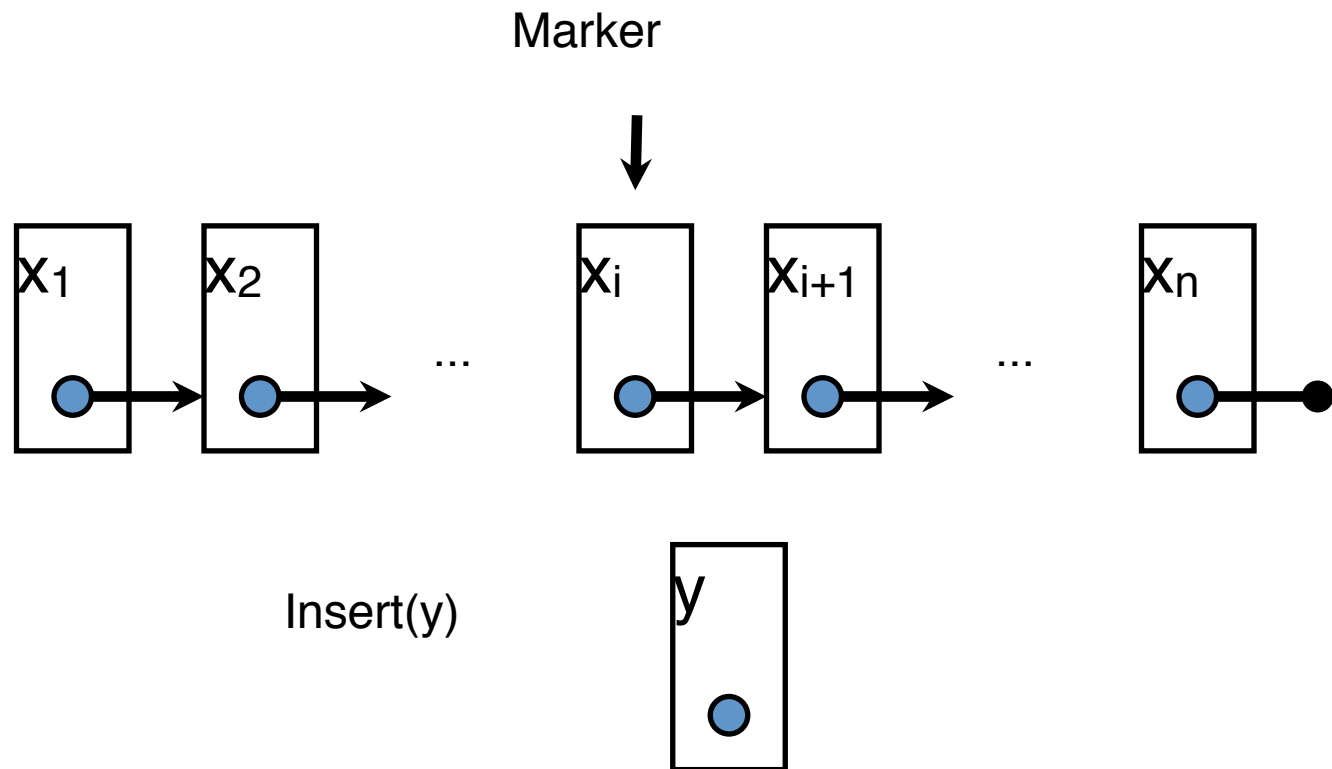 Marker
x₁ x₂ xᵢ xᵢ₊₁ xₙ
... ...
Insert(y) y